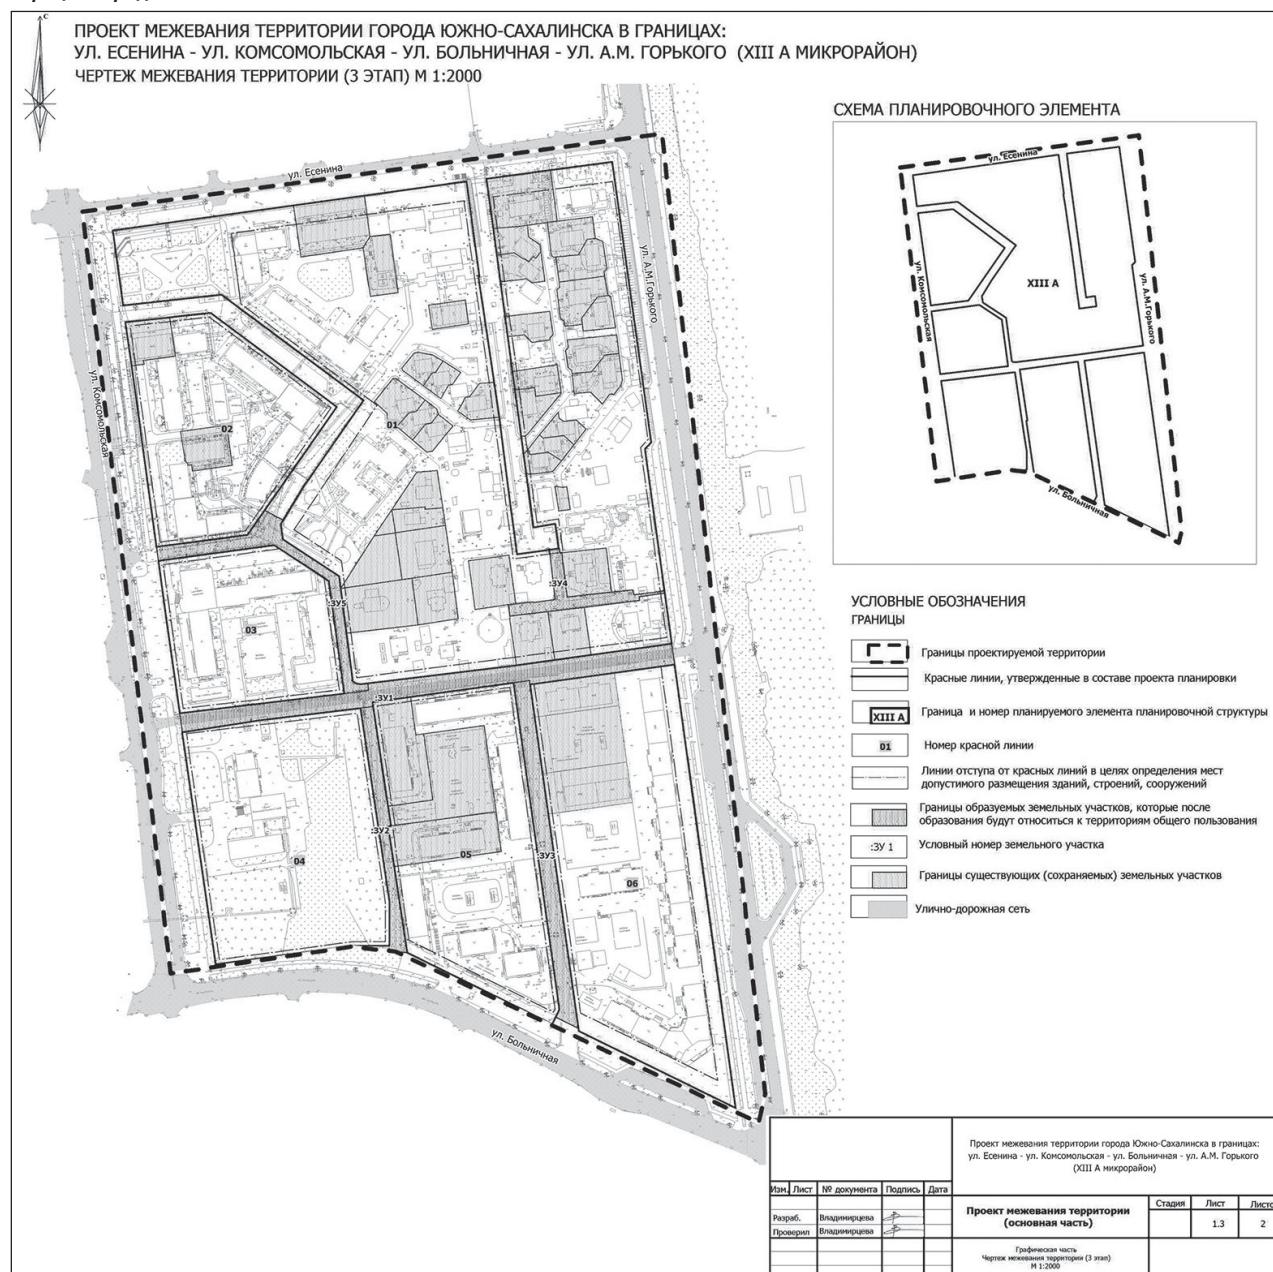 С
ПРОЕКТ МЕЖЕВАНИЯ ТЕРРИТОРИИ ГОРОДА ЮЖНО-САХАЛИНСКА В ГРАНИЦАХ:
УЛ. ЕСЕНИНА - УЛ. КОМСОМОЛЬСКАЯ - УЛ. БОЛЬНИЧНАЯ - УЛ. А.М. ГОРЬКОГО (XIII А МИКРОРАЙОН)
ЧЕРТЕЖ МЕЖЕВАНИЯ ТЕРРИТОРИИ (3 ЭТАП) М 1:2000
ул. Есенина
ул. А.М.Горького
ул. Комсомольская
01
02
03
:ЗУ4
:ЗУ5
:ЗУ1
:ЗУ2
:ЗУ3
04
05
06
ул. Больничная
СХЕМА ПЛАНИРОВОЧНОГО ЭЛЕМЕНТА
ул. Есенина
ул. Комсомольская
XIII А
ул. А.М.Горького
ул. Больничная
УСЛОВНЫЕ ОБОЗНАЧЕНИЯ
ГРАНИЦЫ
Границы проектируемой территории
Красные линии, утвержденные в составе проекта планировки
XIII А
Граница и номер планируемого элемента планировочной структуры
01
Номер красной линии
Линии отступа от красных линий в целях определения мест
допустимого размещения зданий, строений, сооружений
Границы образуемых земельных участков, которые после
образования будут относиться к территориям общего пользования
:ЗУ 1
Условный номер земельного участка
Границы существующих (сохраняемых) земельных участков
Улично-дорожная сеть
Проект межевания территории города Южно-Сахалинска в границах:
ул. Есенина - ул. Комсомольская - ул. Больничная - ул. А.М. Горького
(XIII А микрорайон)
Изм. Лист № документа Подпись Дата
Разраб. Владимирцева
Проверил Владимирцева
Проект межевания территории
(основная часть)
Стадия Лист
1.3 2
Графическая часть
Чертеж межевания территории (3 этап)
М 1:2000